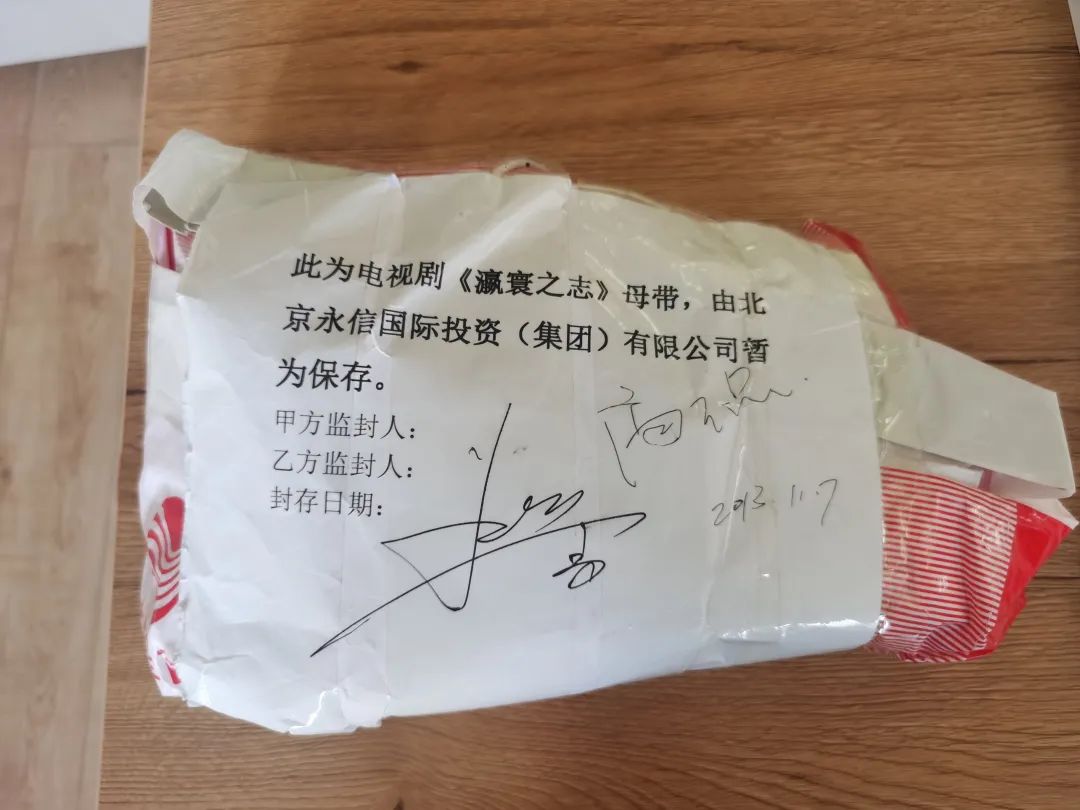 此为电视剧《瀛寰之志》母带，由北
京永信国际投资（集团）有限公司暂
为保存。
甲方监封人：
乙方监封人：
封存日期：
2013.11.7